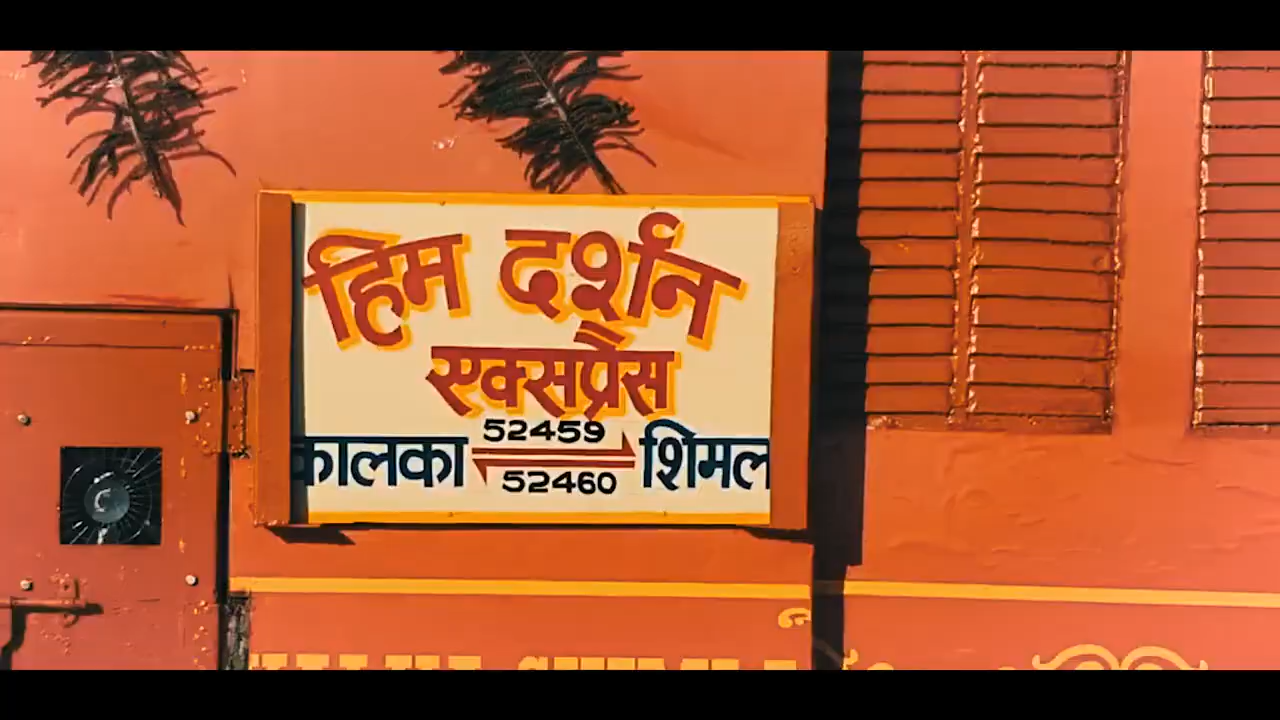 हिम दर्शन
एक्सप्रेस
52459
कालका शिमल
52460